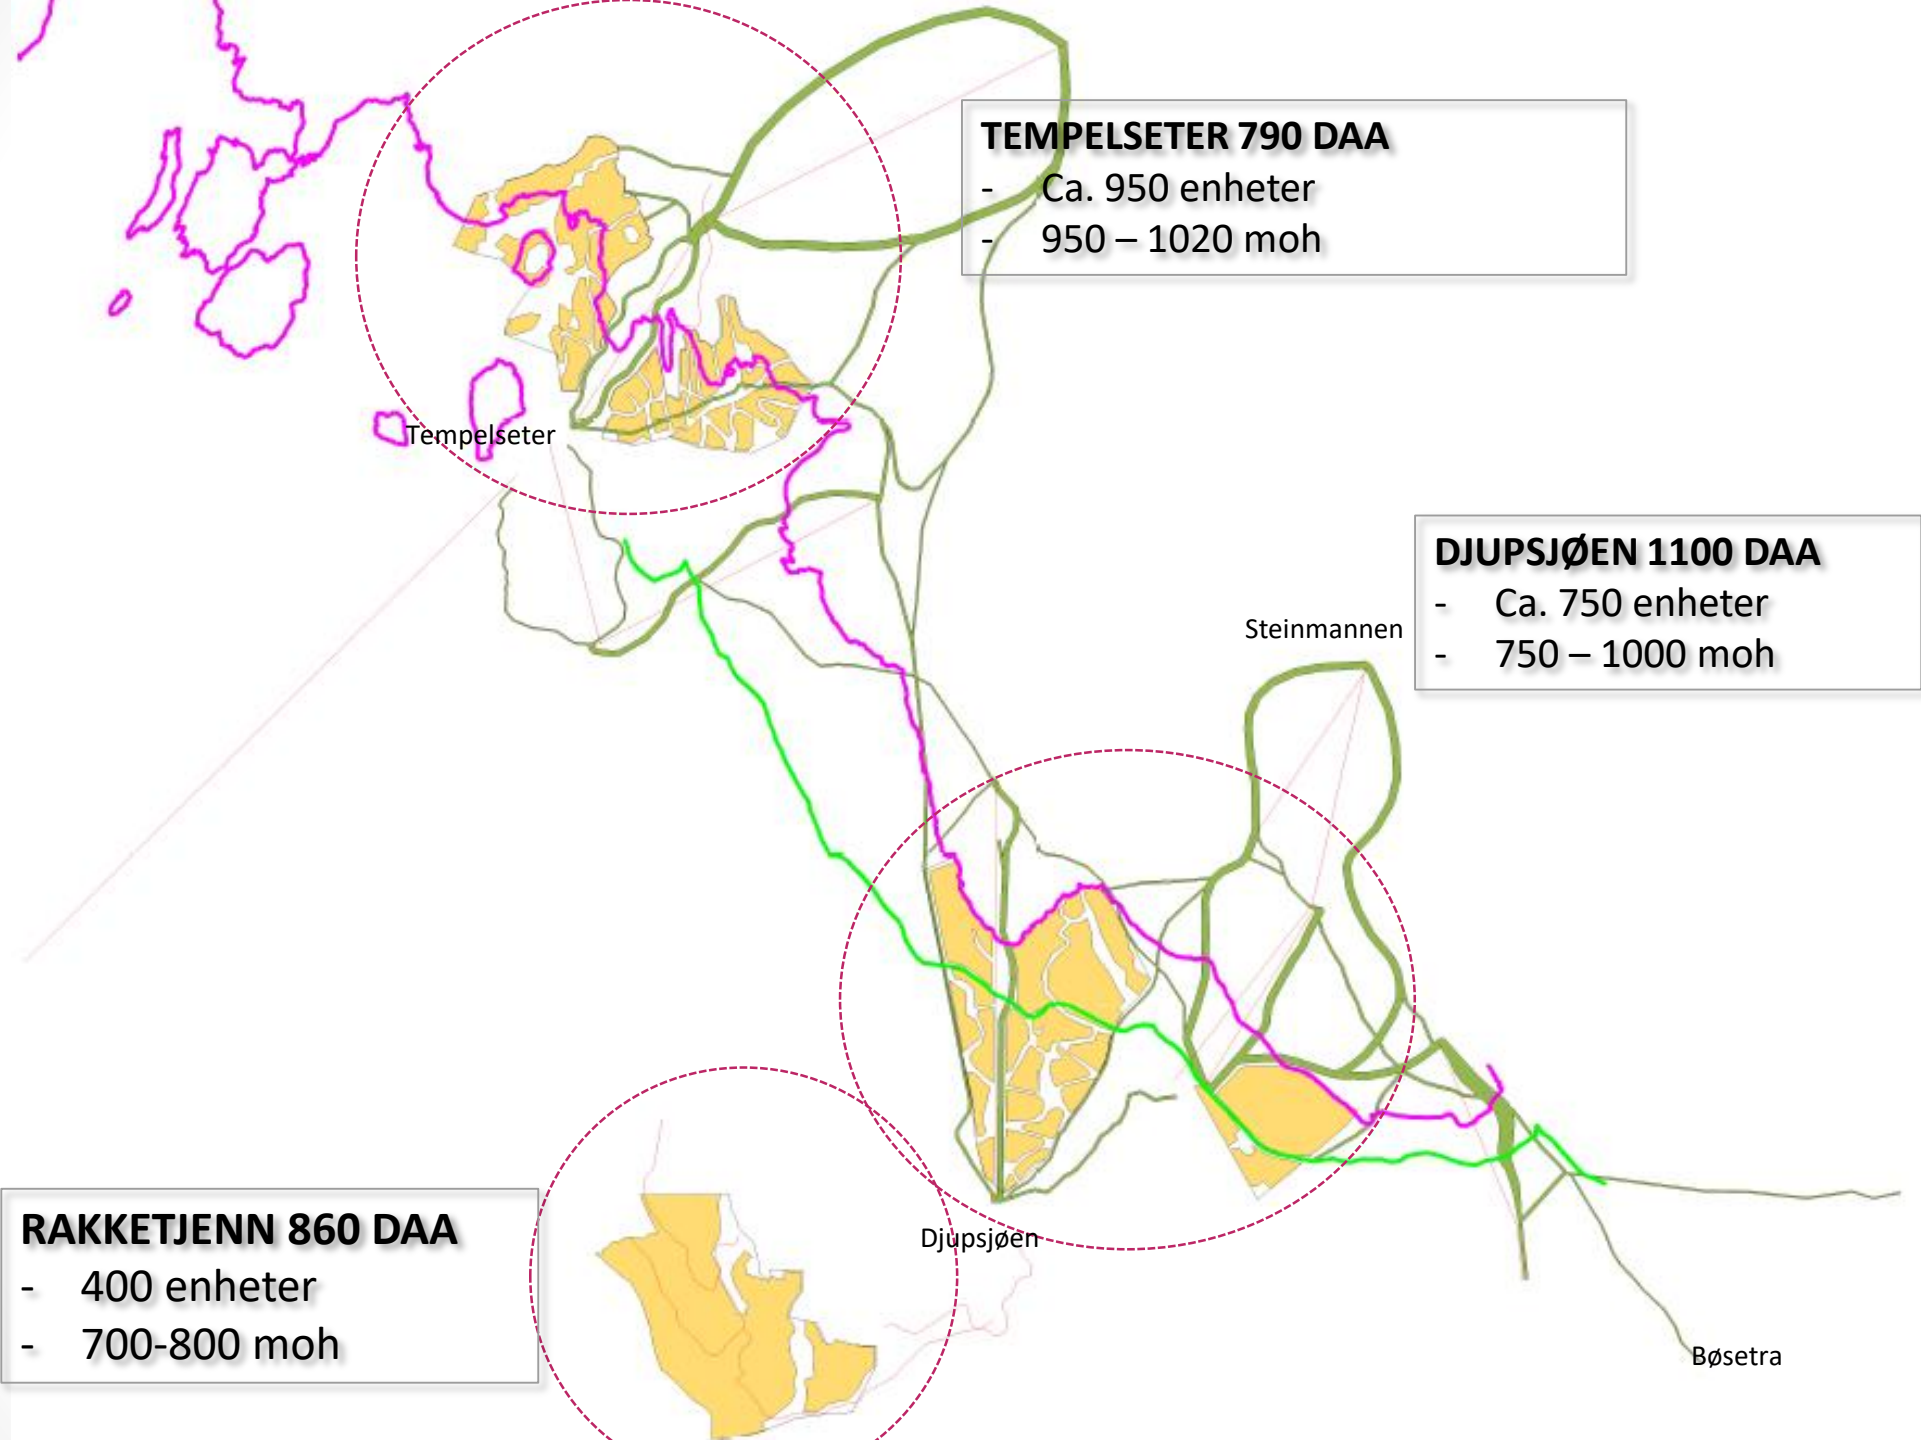 TEMPELSETER 790 DAA
- Ca. 950 enheter
- 950 – 1020 moh
Tempelseter
DJUPSJØEN 1100 DAA
- Ca. 750 enheter
- 750 – 1000 moh
Steinmannen
RAKKETJENN 860 DAA
- 400 enheter
- 700-800 moh
Djupsjøen
Bøsetra